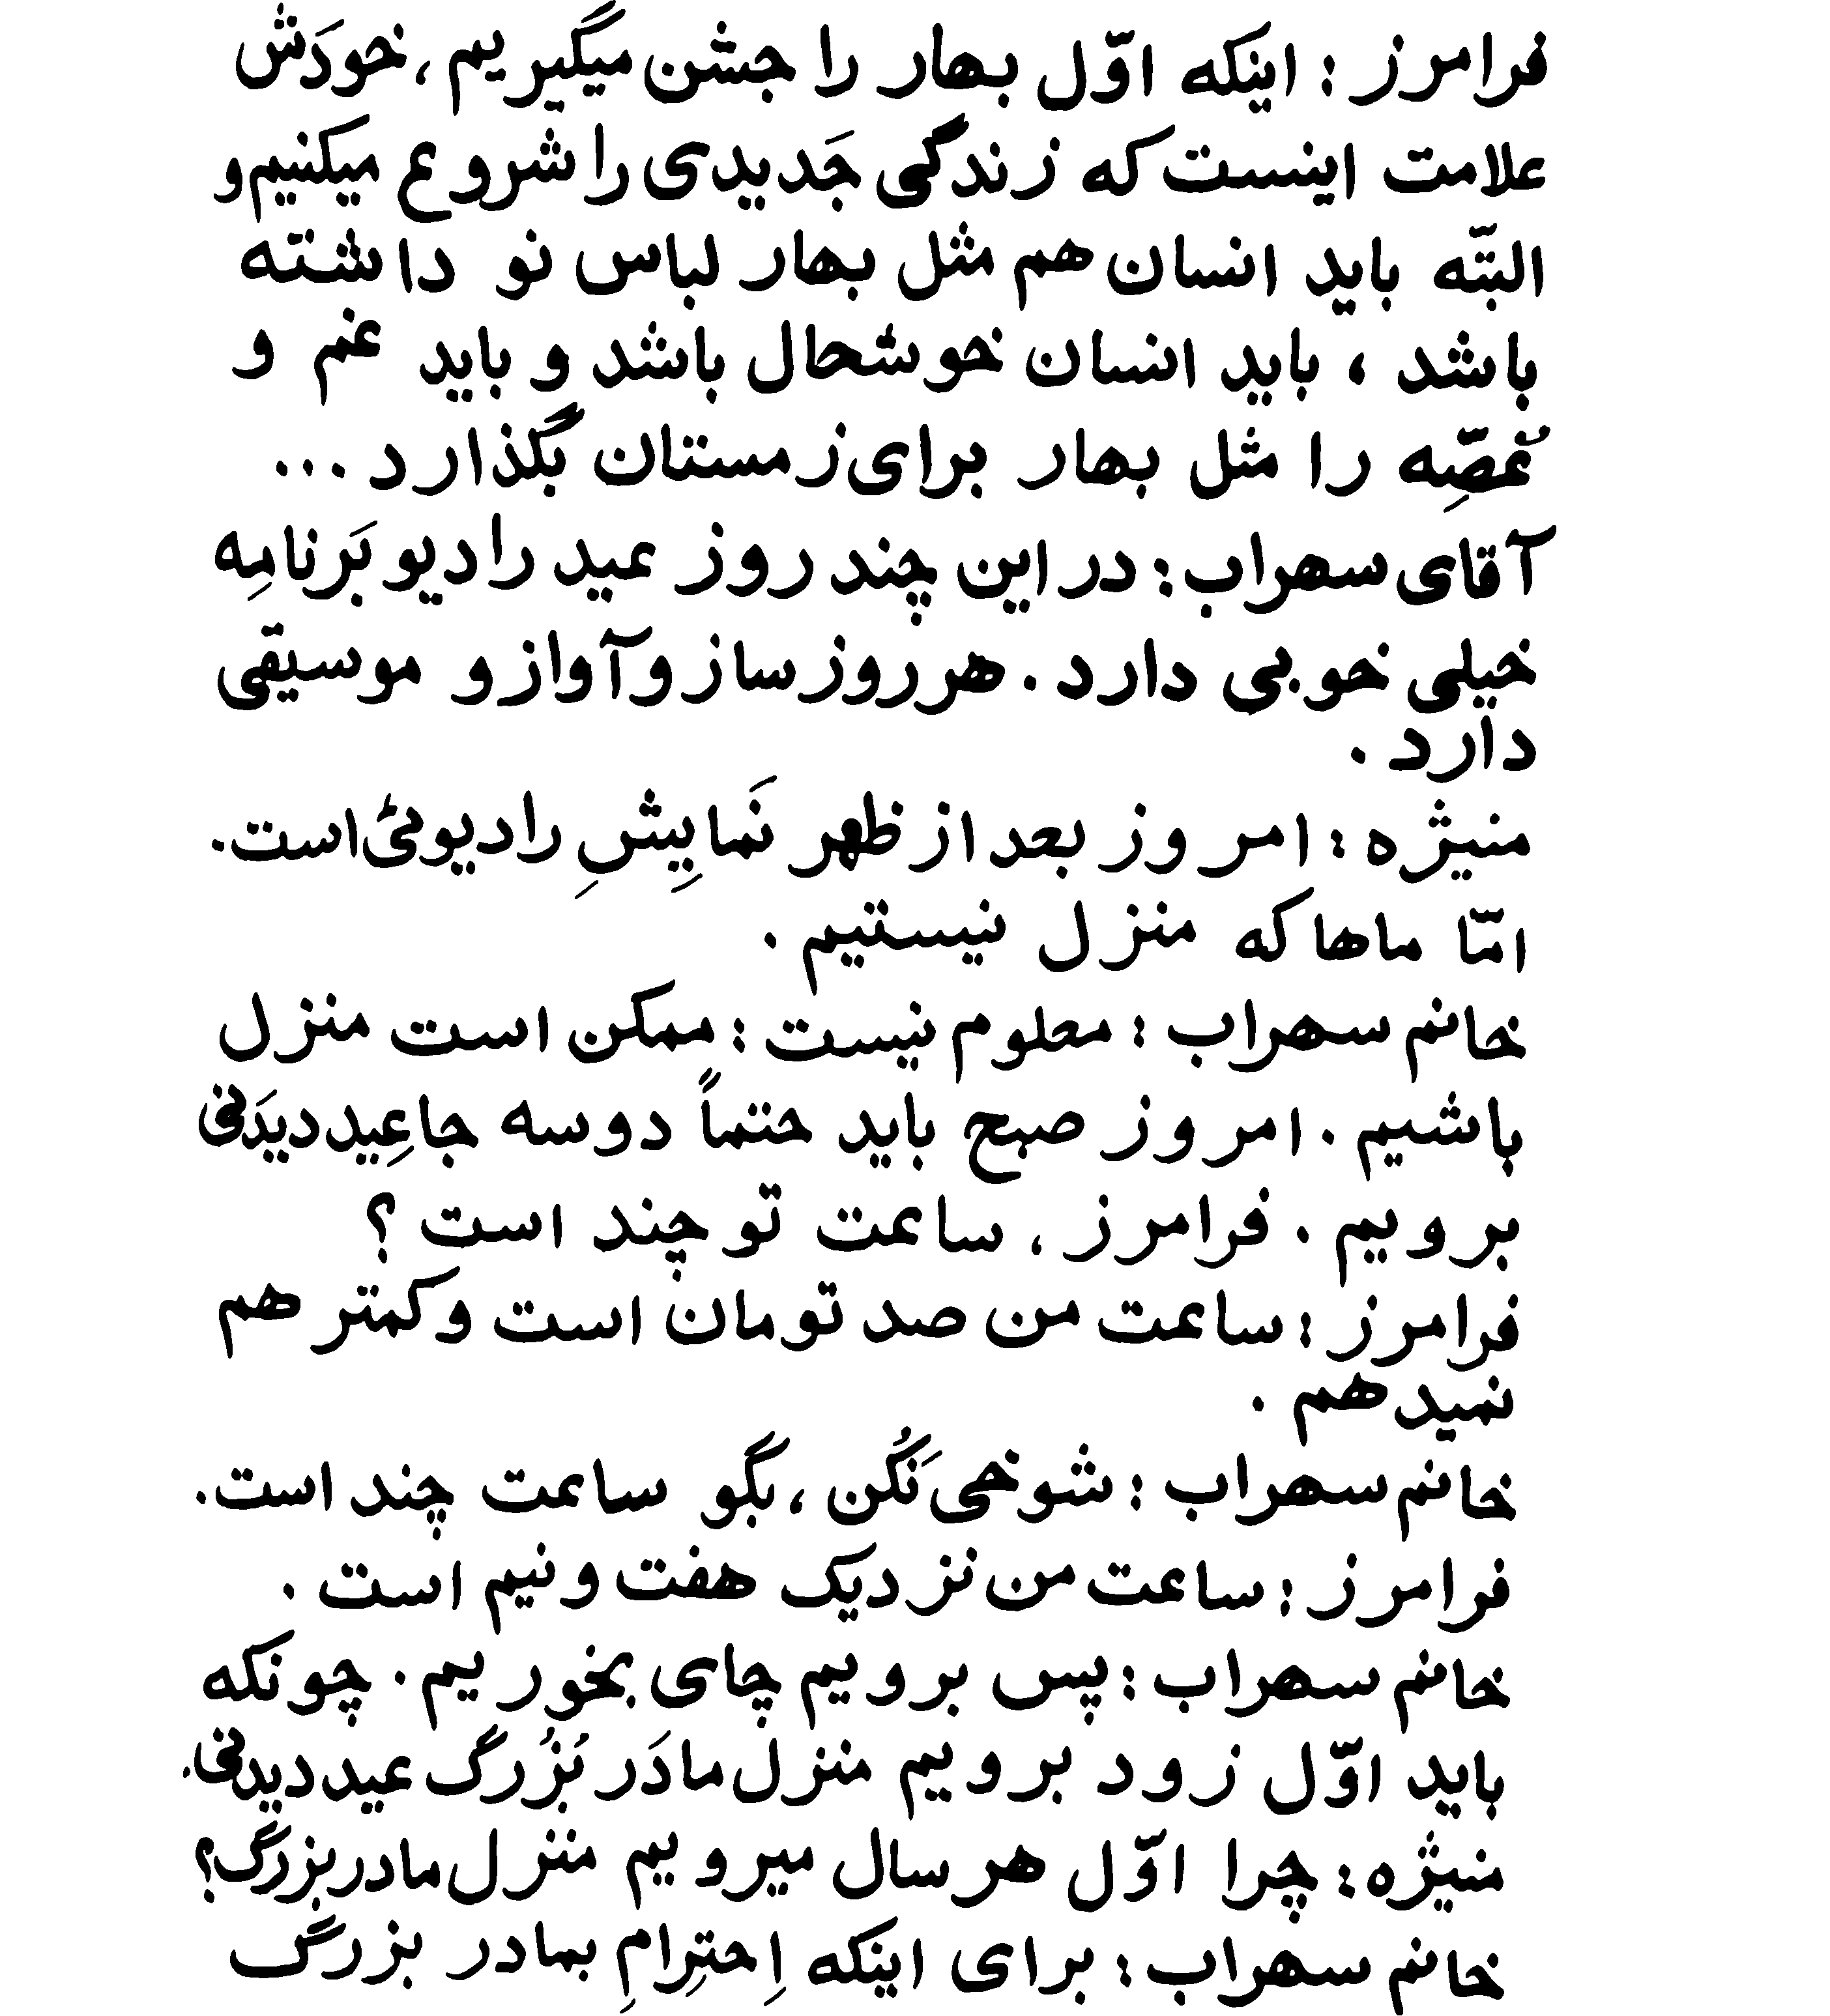 فرامرز : اینکه اوّل بهار را جشن میگیریم ، خودَش
علامت اینست که زندگی جَدیدی را شروع میکنیم و
البتّه باید انسان هم مثل بهار لباس نو داشته
باشد ، باید انسان خوشحال باشد و باید غم و
غُصِّه را مثل بهار برای زمستان بگذارد ...
آقای سهراب : در این چند روز عید رادیو بَرنامِه
خیلی خوبی دارد . هر روز ساز و آواز و موسیقی
دارد .
منیژه : امروز بعد از ظهر نَمایِشِ رادیوئی است .
امّا ماها که منزل نیستیم .
خانم سهراب : معلوم نیست : ممکن است منزل
باشیم . امروز صبح باید حتماً دو سه جا عِید دیدَنی
برویم . فرامرز ، ساعت تو چند است ؟
فرامرز : ساعت من صد تومان است و کمتر هم
نمیدهم .
خانم سهراب : شوخی نَکُن ، بگو ساعت چند است .
فرامرز : ساعت من نزدیک هفت و نیم است .
خانم سهراب : پس برویم چای بخوریم . چونکه
باید اوّل زود برویم منزل مادَر بُزُرگ عید دیدنی .
منیژه : چرا اوّل هر سال میرویم منزل مادر بزرگ ؟
خانم سهراب : برای اینکه اِحتِرامِ بمادر بزرگ